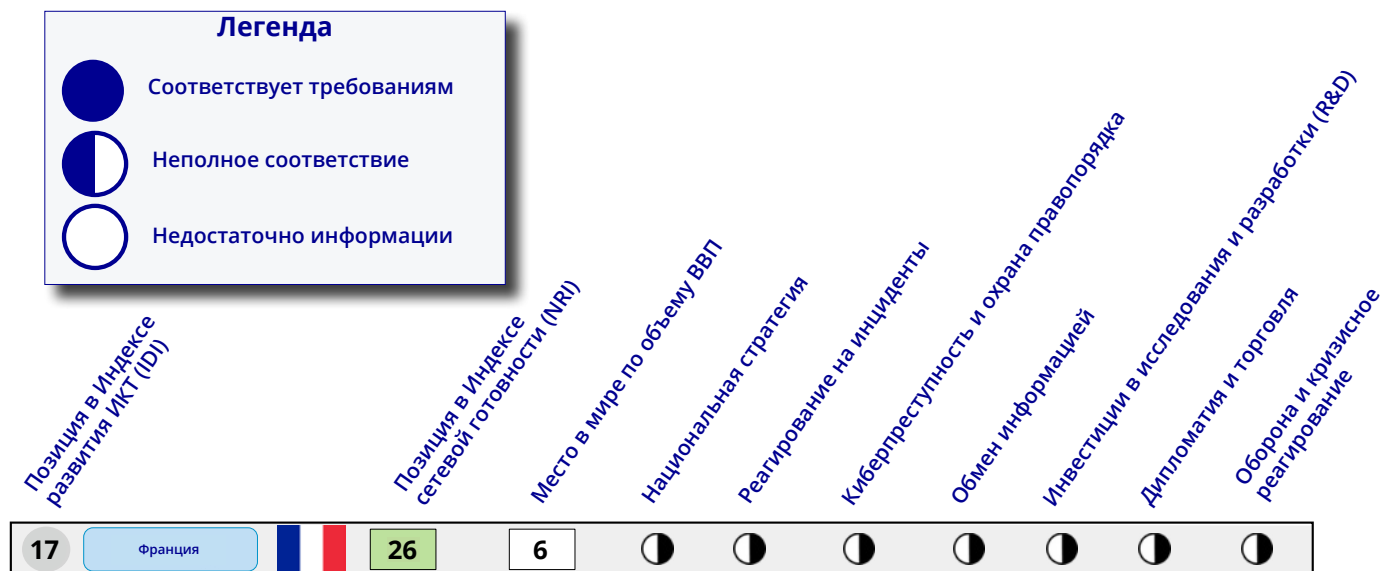 Легенда
Соответствует требованиям
Неполное соответствие
Недостаточно информации
Позиция в Индексе
развития ИКТ (IDI)
Позиция в Индексе
сетевой готовности (NRI)
Место в мире по объему ВВП
Национальная стратегия
Реагирование на инциденты
Киберпреступность и охрана правопорядка
Обмен информацией
Инвестиции в исследования и разработки (R&D)
Дипломатия и торговля
Оборона и кризисное
реагирование
17 Франция 26 6